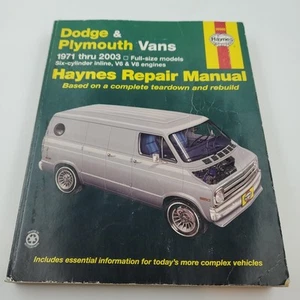 Dodge &
Plymouth Vans
1971 thru 2003 □ Full-size models
Six-cylinder inline, V6 & V8 engines
Haynes Repair Manual
Based on a complete teardown and rebuild
Haynes
Includes essential information for today's more complex vehicles